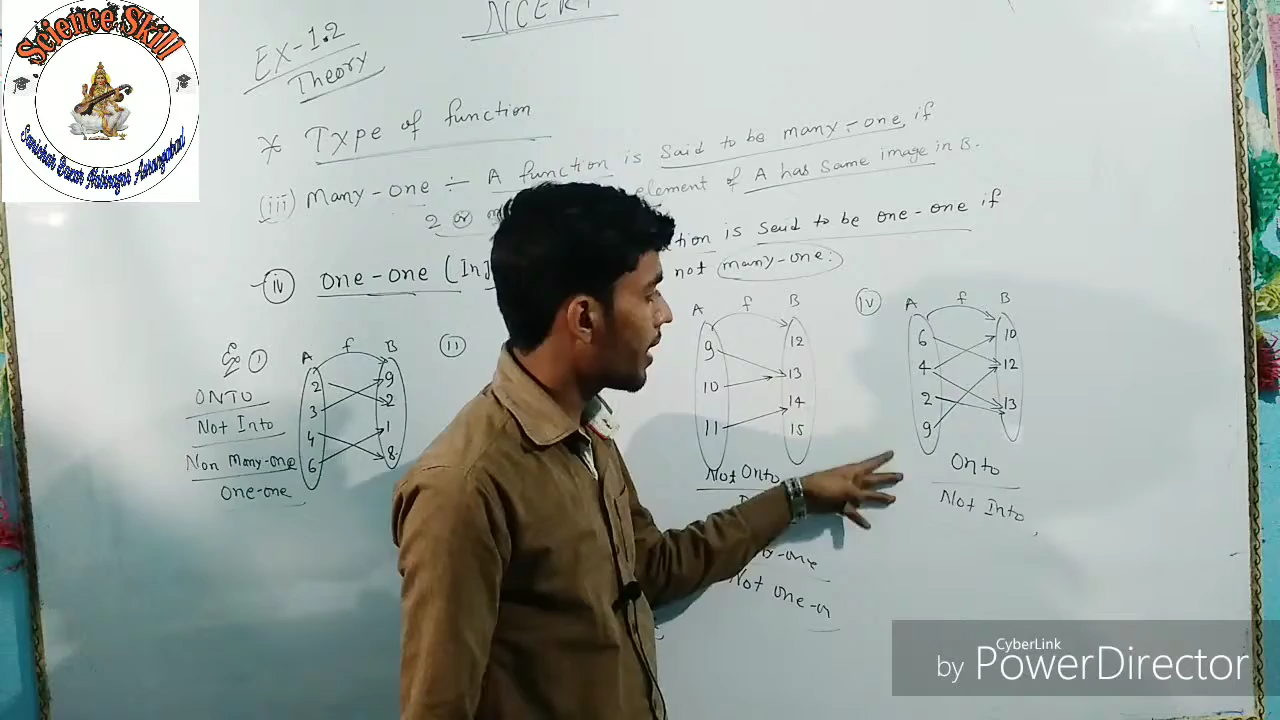 Science Skill
NCERT
EX-1.2
Theory
* Type of function
(iii) Many-one ÷ A function is said to be many-one, if
2 or element of A has same image in B.
(iv) one-one ( is said to be one-one if
not many-one.
Ex (1)
ONTO
Not Into
Non Many-one
One-one
A f B
2 9
3 2
4 1
6 8
(ii)
A f B
9 12
10 13
11 14
15
Not Onto
Not one-
(iv)
A f B
6 10
4 12
2 13
9
Onto
Not Into
CyberLink
by PowerDirector